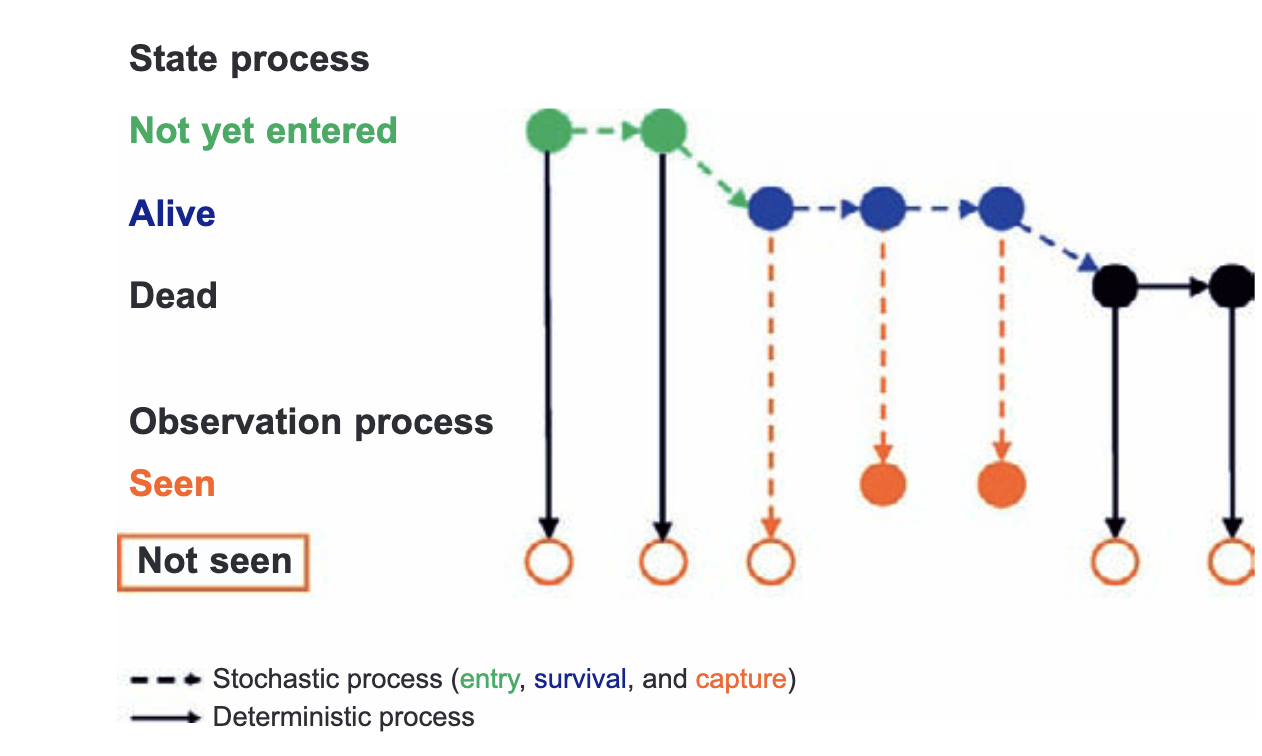 State process
Not yet entered
Alive
Dead
Observation process
Seen
Not seen
Stochastic process (entry, survival, and capture)
Deterministic process